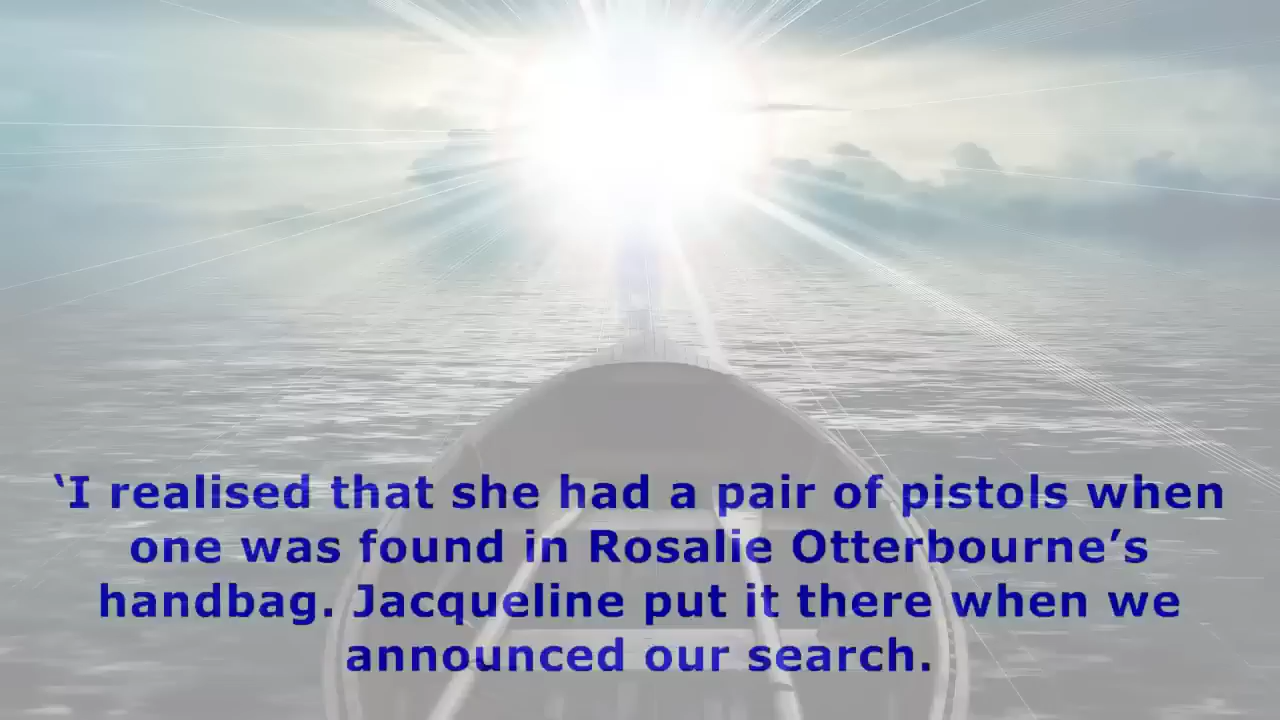 ‘I realised that she had a pair of pistols when
one was found in Rosalie Otterbourne’s
handbag. Jacqueline put it there when we
announced our search.